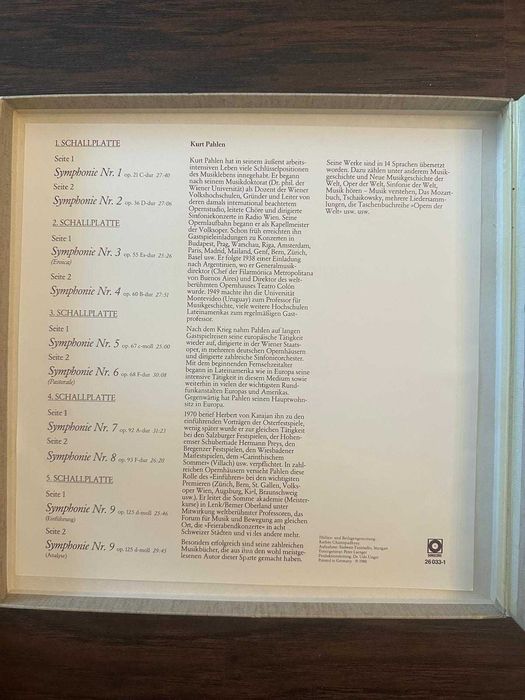 1. SCHALLPLATTE
Seite 1
Symphonie Nr. 1 op. 21 C-dur 27:40
Seite 2
Symphonie Nr. 2 op. 36 D-dur 27:06
2. SCHALLPLATTE
Seite 1
Symphonie Nr. 3 op. 55 Es-dur 25:26
(Eroica)
Seite 2
Symphonie Nr. 4 op. 60 B-dur 27:51
3. SCHALLPLATTE
Seite 1
Symphonie Nr. 5 op. 67 c-moll 25:00
Seite 2
Symphonie Nr. 6 op. 68 F-dur 30:08
(Pastorale)
4. SCHALLPLATTE
Seite 1
Symphonie Nr. 7 op. 92 A-dur 31:23
Seite 2
Symphonie Nr. 8 op. 93 F-dur 26:20
5. SCHALLPLATTE
Seite 1
Symphonie Nr. 9 op. 125 d-moll 25:46
(Einführung)
Seite 2
Symphonie Nr. 9 op. 125 d-moll 29:45
(Analyse)
Kurt Pahlen
Kurt Pahlen hat in seinem äußerst arbeits-
intensiven Leben viele Schlüsselpositionen
des Musiklebens innegehabt. Er begann
nach seinem Musikdoktorat (Dr. phil. der
Wiener Universität) als Dozent der Wiener
Volkshochschulen, Gründer und Leiter von
deren damals international beachtetem
Opernstudio, leitete Chöre und dirigierte
Sinfoniekonzerte in Radio Wien. Seine
Opernlaufbahn begann er als Kapellmeister
der Volksoper. Schon früh erreichten ihn
Gastspieleinladungen zu Konzerten in
Budapest, Prag, Warschau, Riga, Amsterdam,
Paris, Madrid, Mailand, Genf, Bern, Zürich,
Basel usw. Er folgte 1938 einer Einladung
nach Argentinien, wo er Generalmusik-
direktor (Chef der Filarmónica Metropolitana
von Buenos Aires) und Direktor des welt-
berühmten Opernhauses Teatro Colón
wurde. 1949 machte ihn die Universität
Montevideo (Uruguay) zum Professor für
Musikgeschichte, viele weitere Hochschulen
Lateinamerikas zum regelmäßigen Gast-
professor.
Nach dem Krieg nahm Pahlen auf langen
Gastspielreisen seine europäische Tätigkeit
wieder auf, dirigierte in der Wiener Staats-
oper, in mehreren deutschen Opernhäusern
und dirigierte zahlreiche Sinfonieorchester.
Mit dem beginnenden Fernsehzeitalter
begann in Lateinamerika wie in Europa seine
intensive Tätigkeit in diesem Medium sowie
weiterhin in vielen der wichtigsten Rund-
funkanstalten Europas und Amerikas.
Gegenwärtig hat Pahlen seinen Hauptwohn-
sitz in Europa.
1970 berief Herbert von Karajan ihn zu den
einführenden Vorträgen der Osterfestspiele,
wenig später wurde er zur gleichen Tätigkeit
bei den Salzburger Festspielen, der Hohen-
emser Schubertiade Hermann Preys, den
Bregenzer Festspielen, den Wiesbadener
Maifestspielen, dem »Carinthischem
Sommer« (Villach) usw. verpflichtet. In zahl-
reichen Opernhäusern versieht Pahlen diese
Rolle des »Einführers« bei den wichtigsten
Premieren (Zürich, Bern, St. Gallen, Volks-
oper Wien, Augsburg, Kiel, Braunschweig
usw.). Er leitet die Somme akademie (Meister-
kurse) in Lenk/Berner Oberland unter
Mitwirkung weltberühmter Professoren, das
Forum für Musik und Bewegung am gleichen
Ort, die »Feierabendkonzerte« in acht
Schweizer Städten und vieles andere mehr.
Besonders erfolgreich sind seine zahlreichen
Musikbücher, die aus ihm den wohl meistge-
lesenen Autor dieser Sparte gemacht haben.
Seine Werke sind in 14 Sprachen übersetzt
worden. Dazu zählen unter anderem Musik-
geschichte und Neue Musikgeschichte der
Welt, Oper der Welt, Sinfonie der Welt,
Musik hören – Musik verstehen, Das Mozart-
buch, Tschaikowsky, mehrere Liedersamm-
lungen, die Taschenbuchreihe »Opern der
Welt« usw. usw.
Printed in Germany ℗ 1980
26 033-1